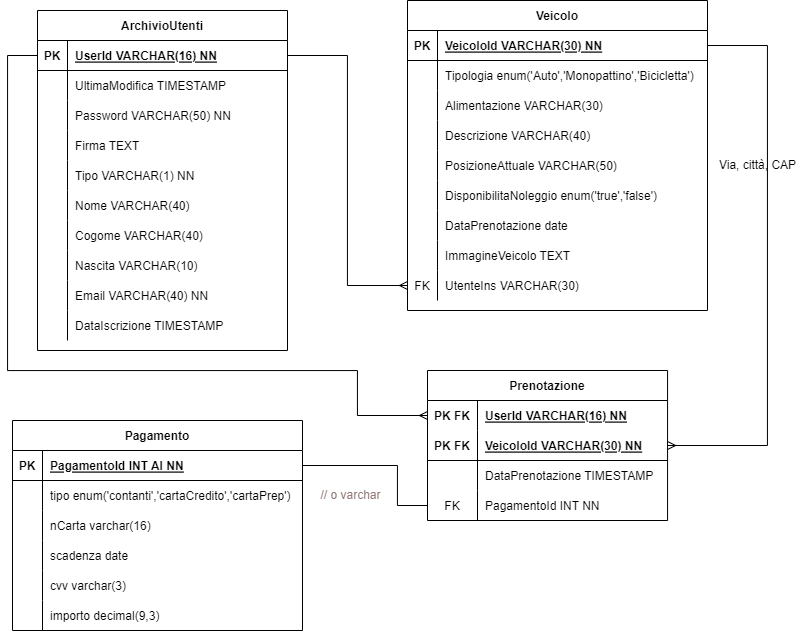 ArchivioUtenti
PK UserId VARCHAR(16) NN
UltimaModifica TIMESTAMP
Password VARCHAR(50) NN
Firma TEXT
Tipo VARCHAR(1) NN
Nome VARCHAR(40)
Cogome VARCHAR(40)
Nascita VARCHAR(10)
Email VARCHAR(40) NN
DataIscrizione TIMESTAMP
Veicolo
PK VeicoloId VARCHAR(30) NN
Tipologia enum('Auto','Monopattino','Bicicletta')
Alimentazione VARCHAR(30)
Descrizione VARCHAR(40)
PosizioneAttuale VARCHAR(50)
DisponibilitaNoleggio enum('true','false')
DataPrenotazione date
ImmagineVeicolo TEXT
FK UtenteIns VARCHAR(30)
Via, città, CAP
Prenotazione
PK FK UserId VARCHAR(16) NN
PK FK VeicoloId VARCHAR(30) NN
DataPrenotazione TIMESTAMP
FK PagamentoId INT NN
Pagamento
PK PagamentoId INT AI NN
tipo enum('contanti','cartaCredito','cartaPrep')
nCarta varchar(16)
scadenza date
cvv varchar(3)
importo decimal(9,3)
// o varchar